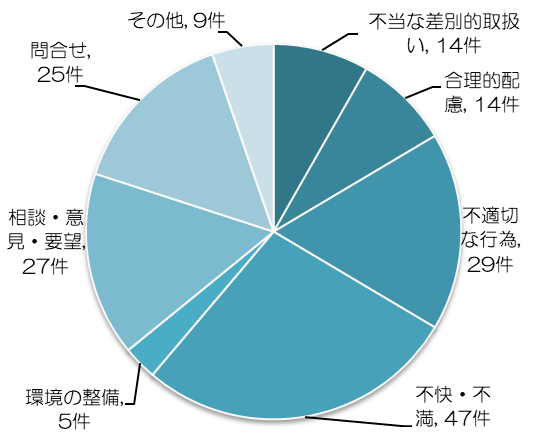 その他, 9件
不当な差別的取扱
い, 14件
問合せ,
25件
合理的配
慮, 14件
相談・意
見・要望,
27件
不適切
な行為,
29件
環境の整備,
5件
不快・不
満, 47件